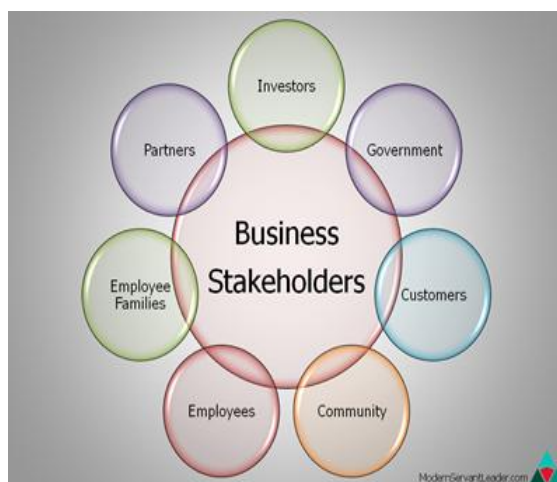 Investors
Partners
Government
Business
Stakeholders
Employee
Families
Customers
Employees
Community
ModernServantLeader.com